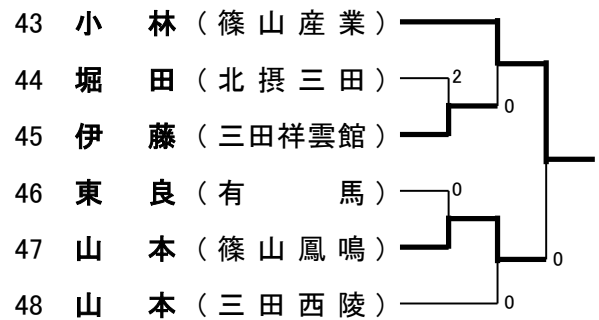 43 小林 (篠山産業)
44 堀田 (北摂三田) 2
0
45 伊藤 (三田祥雲館)
46 東良 (有馬) 0
47 山本 (篠山鳳鳴)
0
48 山本 (三田西陵) 0